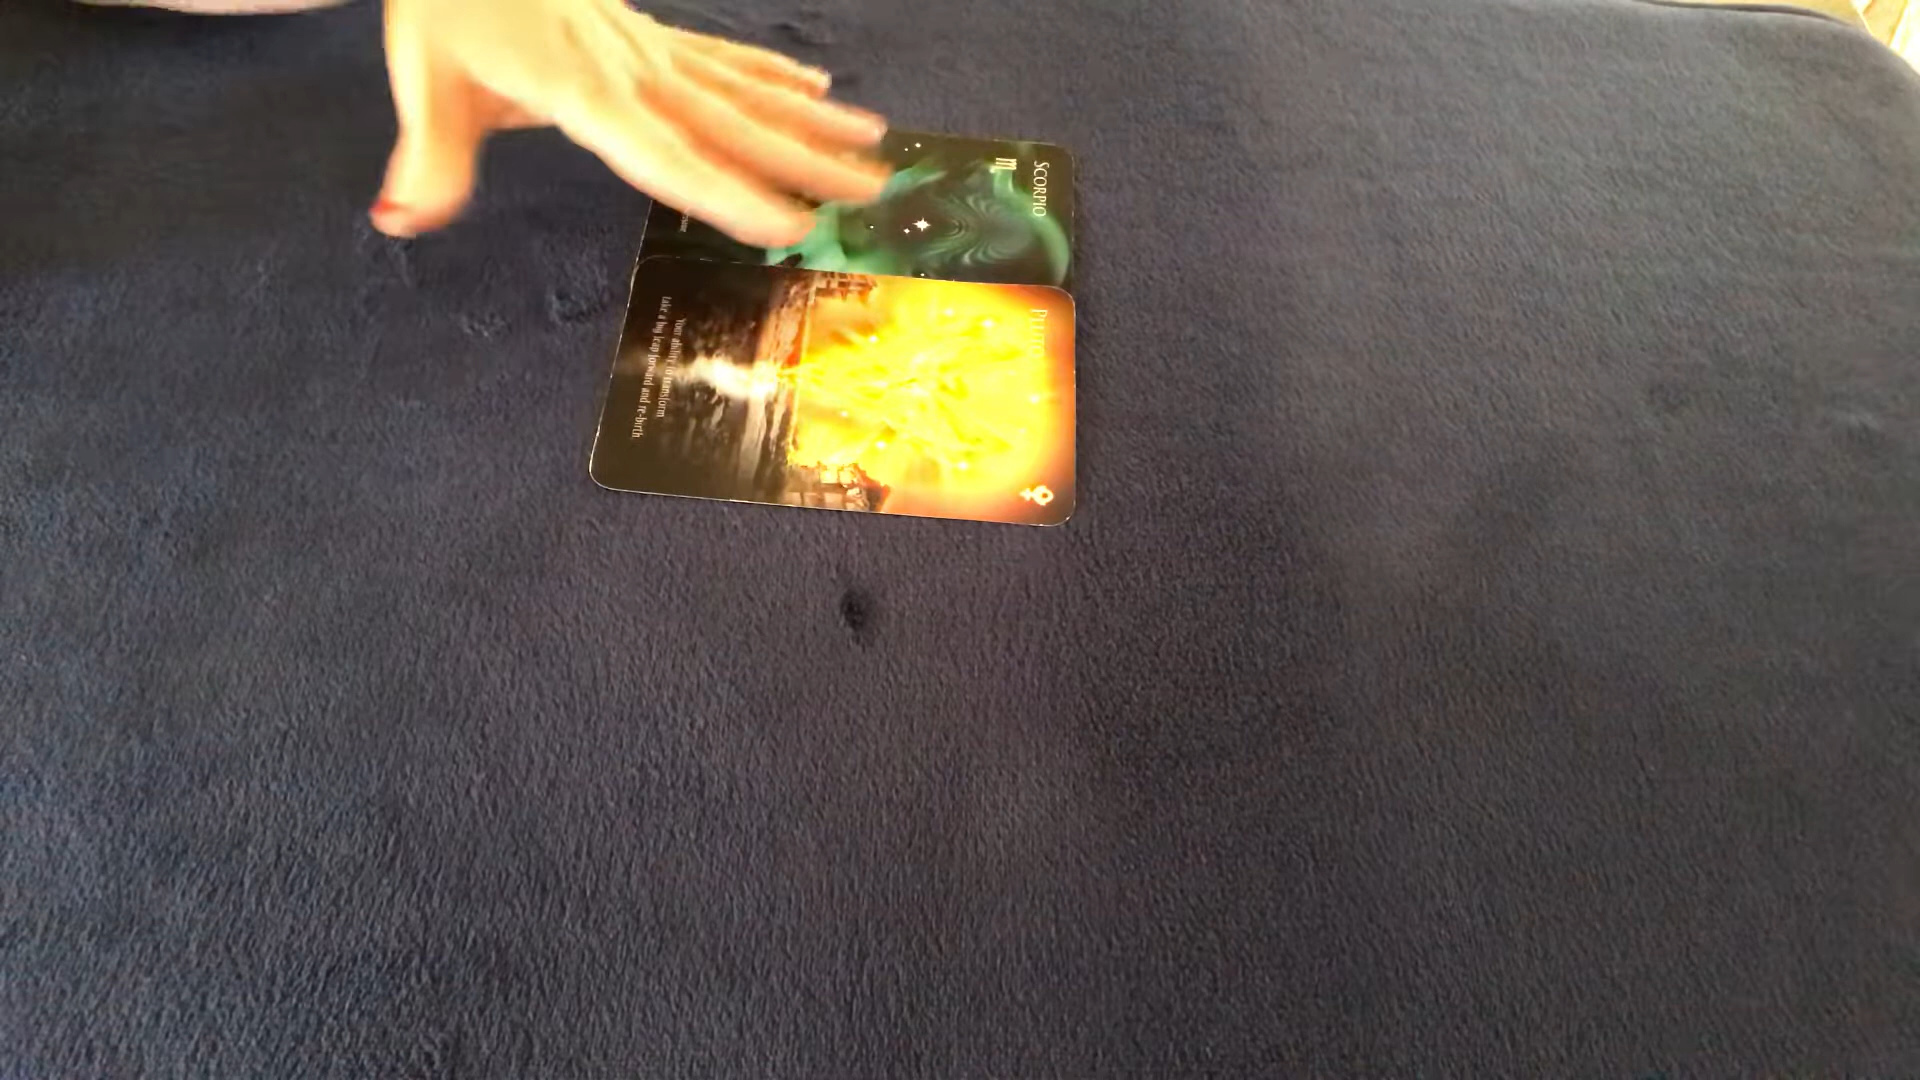 SCORPIO
PLUTO
Your ability to transform
take a big leap forward and re-birth.